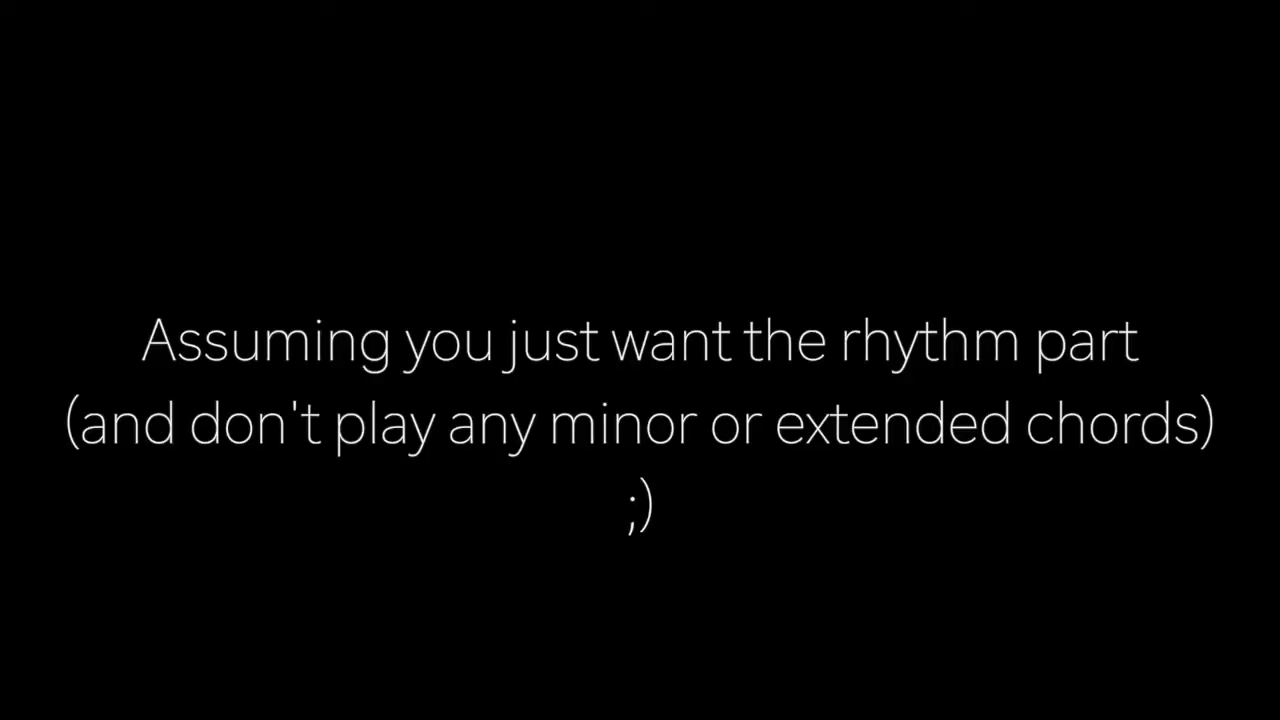 Assuming you just want the rhythm part
(and don't play any minor or extended chords)
;)